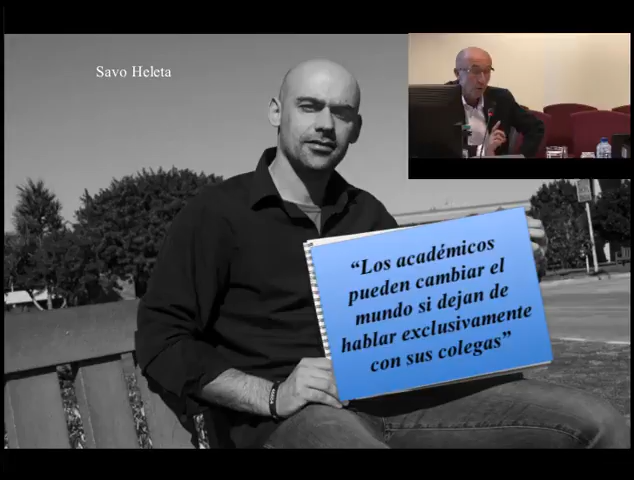 Savo Heleta
“Los académicos
pueden cambiar el
mundo si dejan de
hablar exclusivamente
con sus colegas”